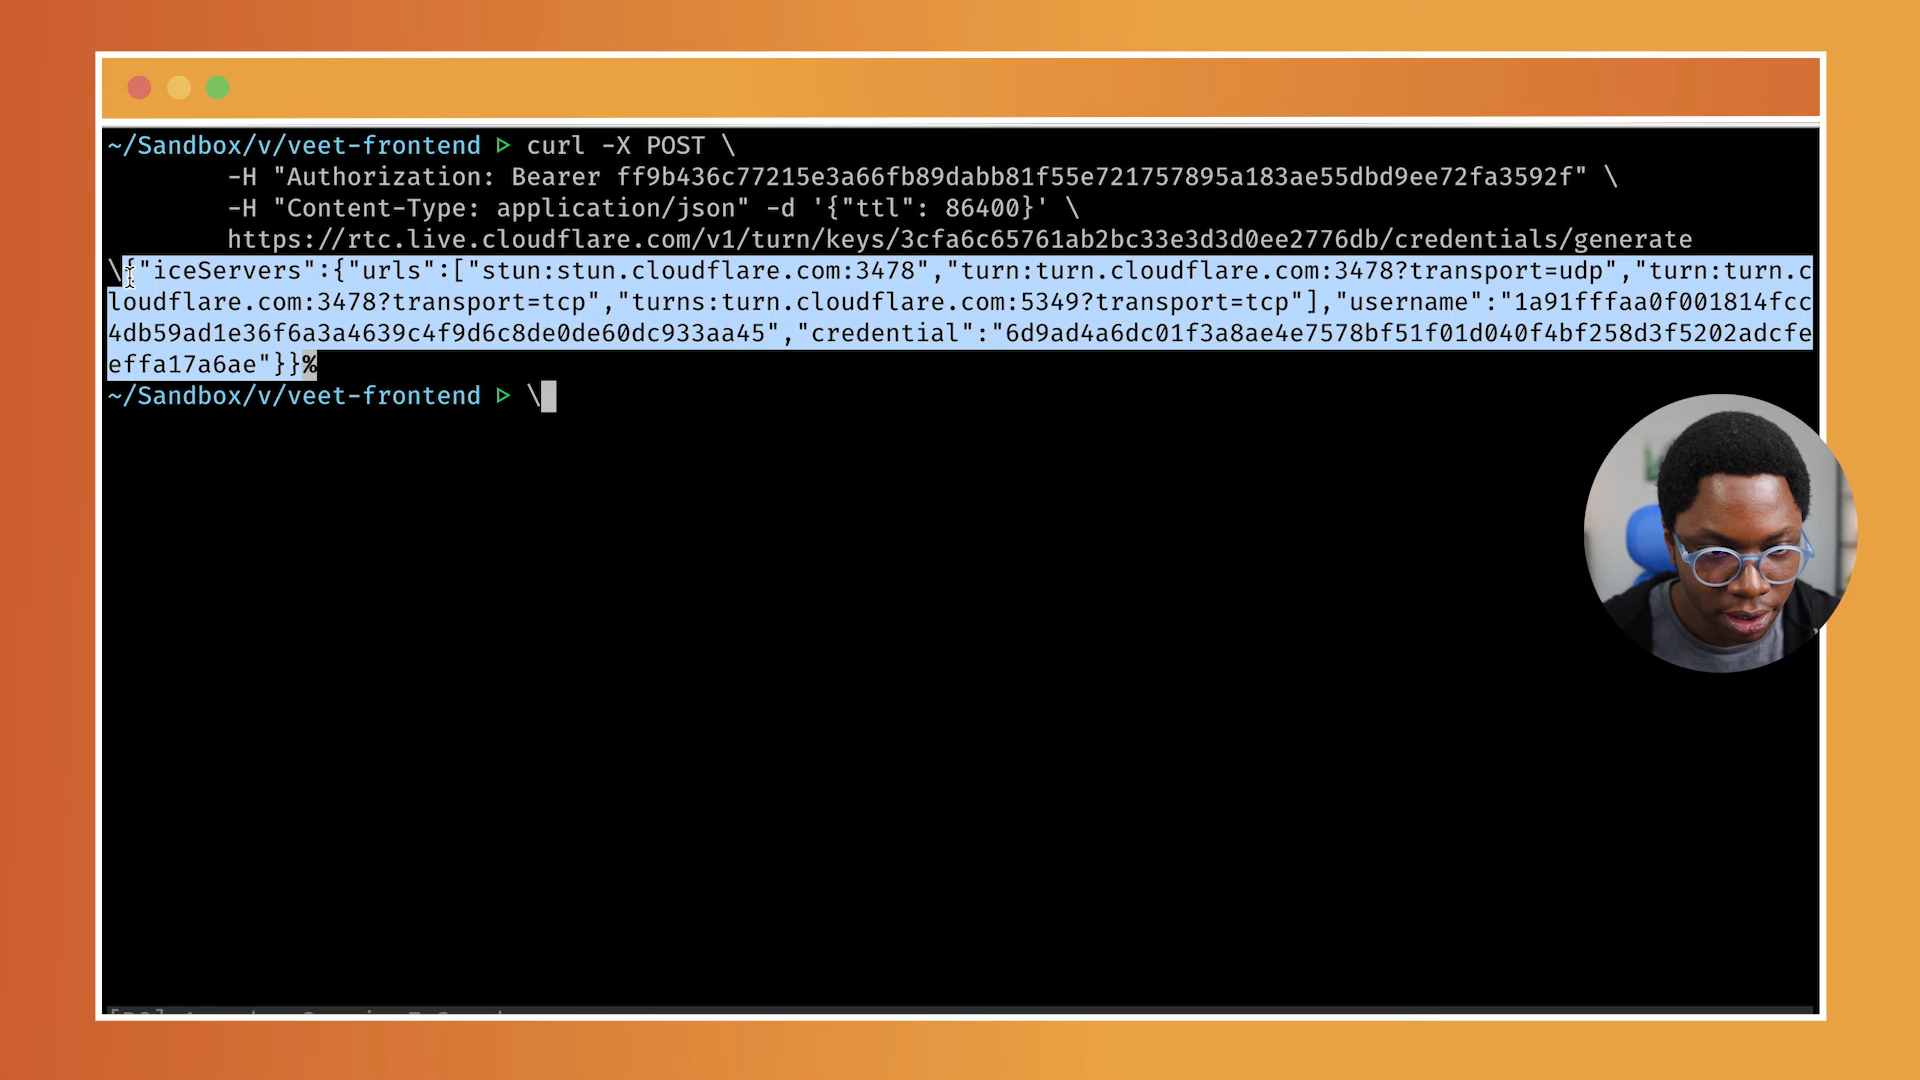 ~/Sandbox/v/veet-frontend ▷ curl -X POST \
-H "Authorization: Bearer ff9b436c77215e3a66fb89dabb81f55e721757895a183ae55dbd9ee72fa3592f" \
-H "Content-Type: application/json" -d '{"ttl": 86400}' \
https://rtc.live.cloudflare.com/v1/turn/keys/3cfa6c65761ab2bc33e3d3d0ee2776db/credentials/generate
\{"iceServers":{"urls":["stun:stun.cloudflare.com:3478","turn:turn.cloudflare.com:3478?transport=udp","turn:turn.c
loudflare.com:3478?transport=tcp","turns:turn.cloudflare.com:5349?transport=tcp"],"username":"1a91fffaa0f001814fcc
4db59ad1e36f6a3a4639c4f9d6c8de0de60dc933aa45","credential":"6d9ad4a6dc01f3a8ae4e7578bf51f01d040f4bf258d3f5202adcfe
effa17a6ae"}}%
~/Sandbox/v/veet-frontend ▷ \